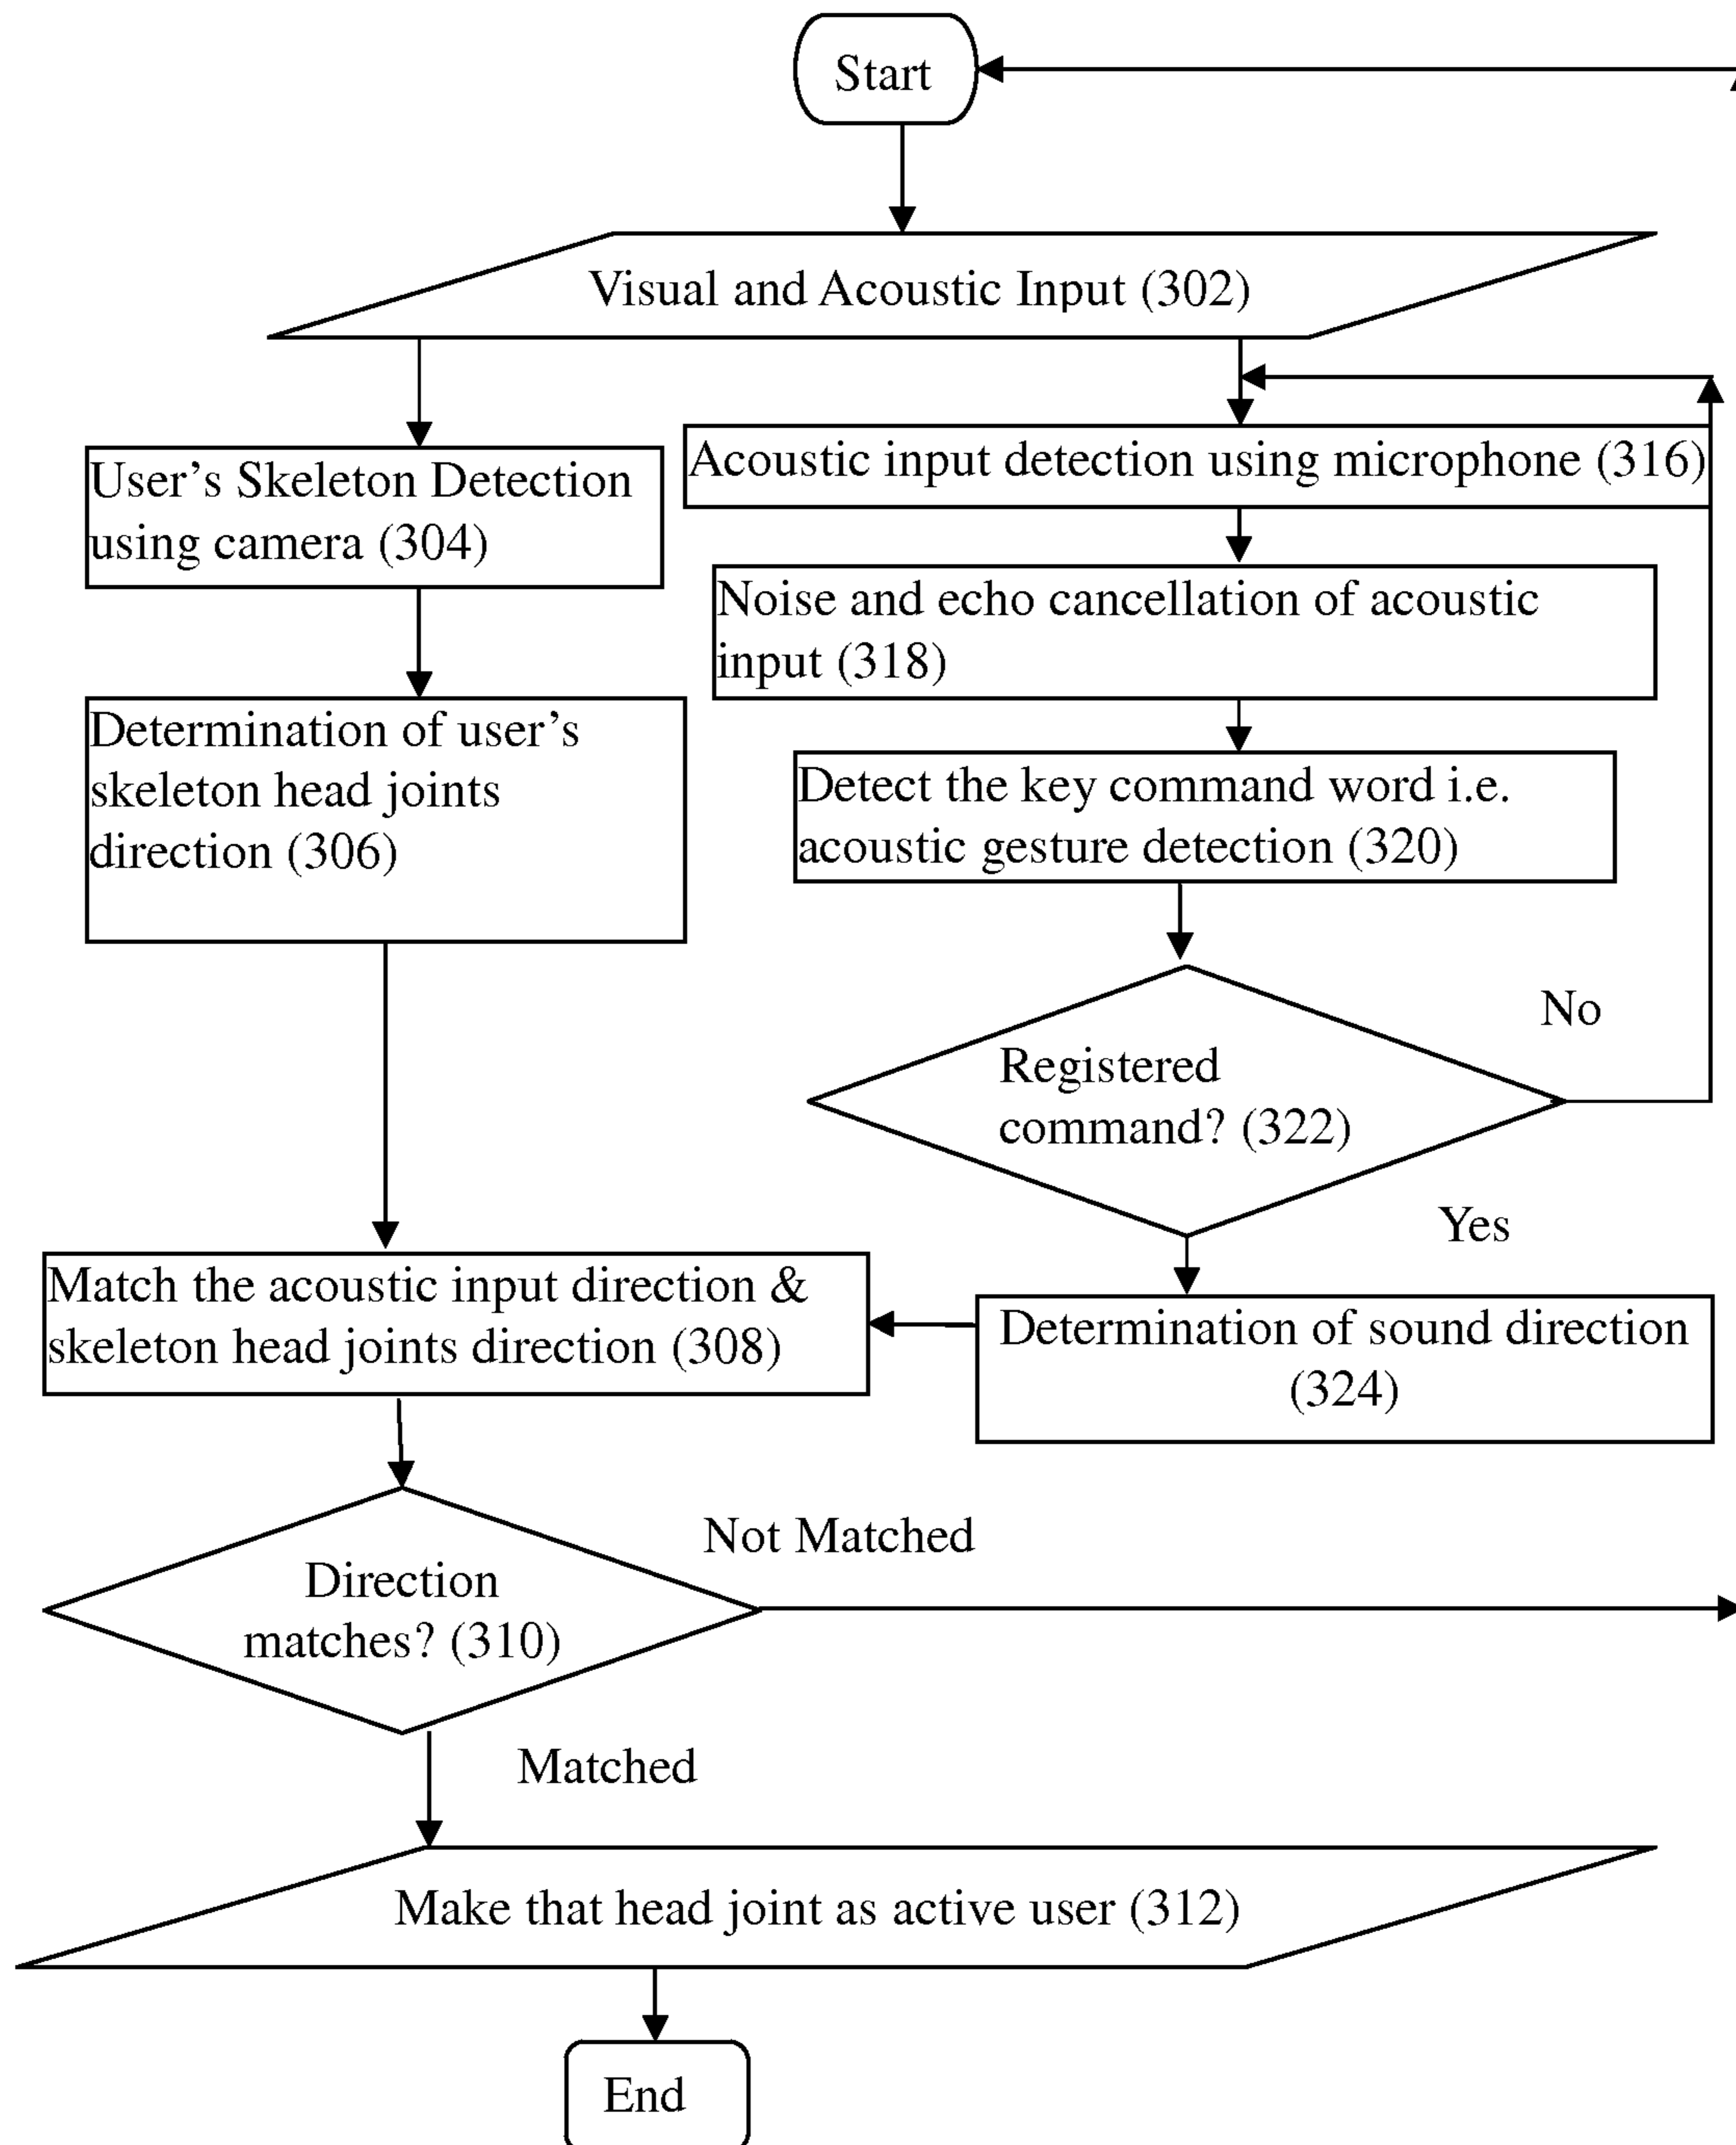 Start
Visual and Acoustic Input (302)
User’s Skeleton Detection
using camera (304)
Acoustic input detection using microphone (316)
Noise and echo cancellation of acoustic
input (318)
Determination of user’s
skeleton head joints
direction (306)
Detect the key command word i.e.
acoustic gesture detection (320)
No
Registered
command? (322)
Yes
Match the acoustic input direction &
skeleton head joints direction (308)
Determination of sound direction
(324)
Not Matched
Direction
matches? (310)
Matched
Make that head joint as active user (312)
End